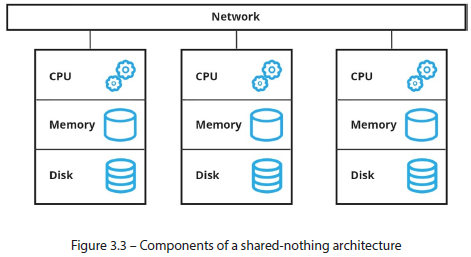 Network
CPU CPU CPU
Memory Memory Memory
Disk Disk Disk
Figure 3.3 – Components of a shared-nothing architecture